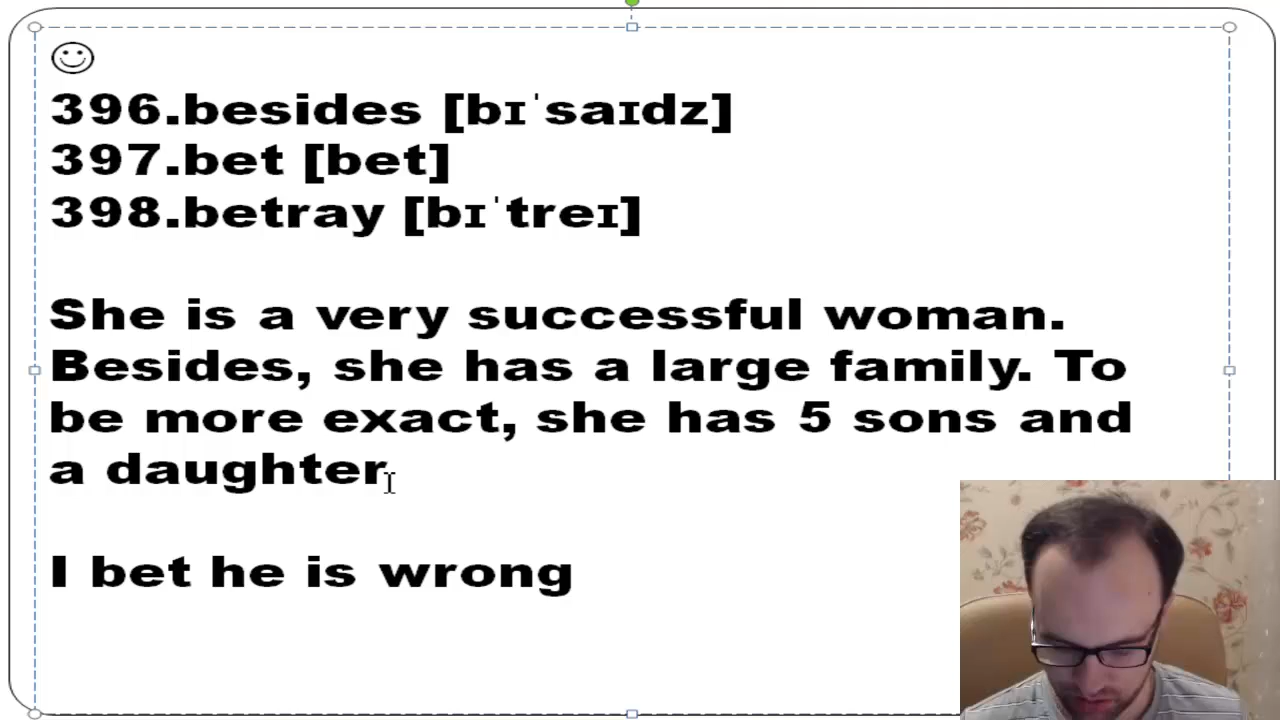 396.besides [bɪˈsaɪdz]
397.bet [bet]
398.betray [bɪˈtreɪ]
She is a very successful woman.
Besides, she has a large family. To
be more exact, she has 5 sons and
a daughter
I bet he is wrong